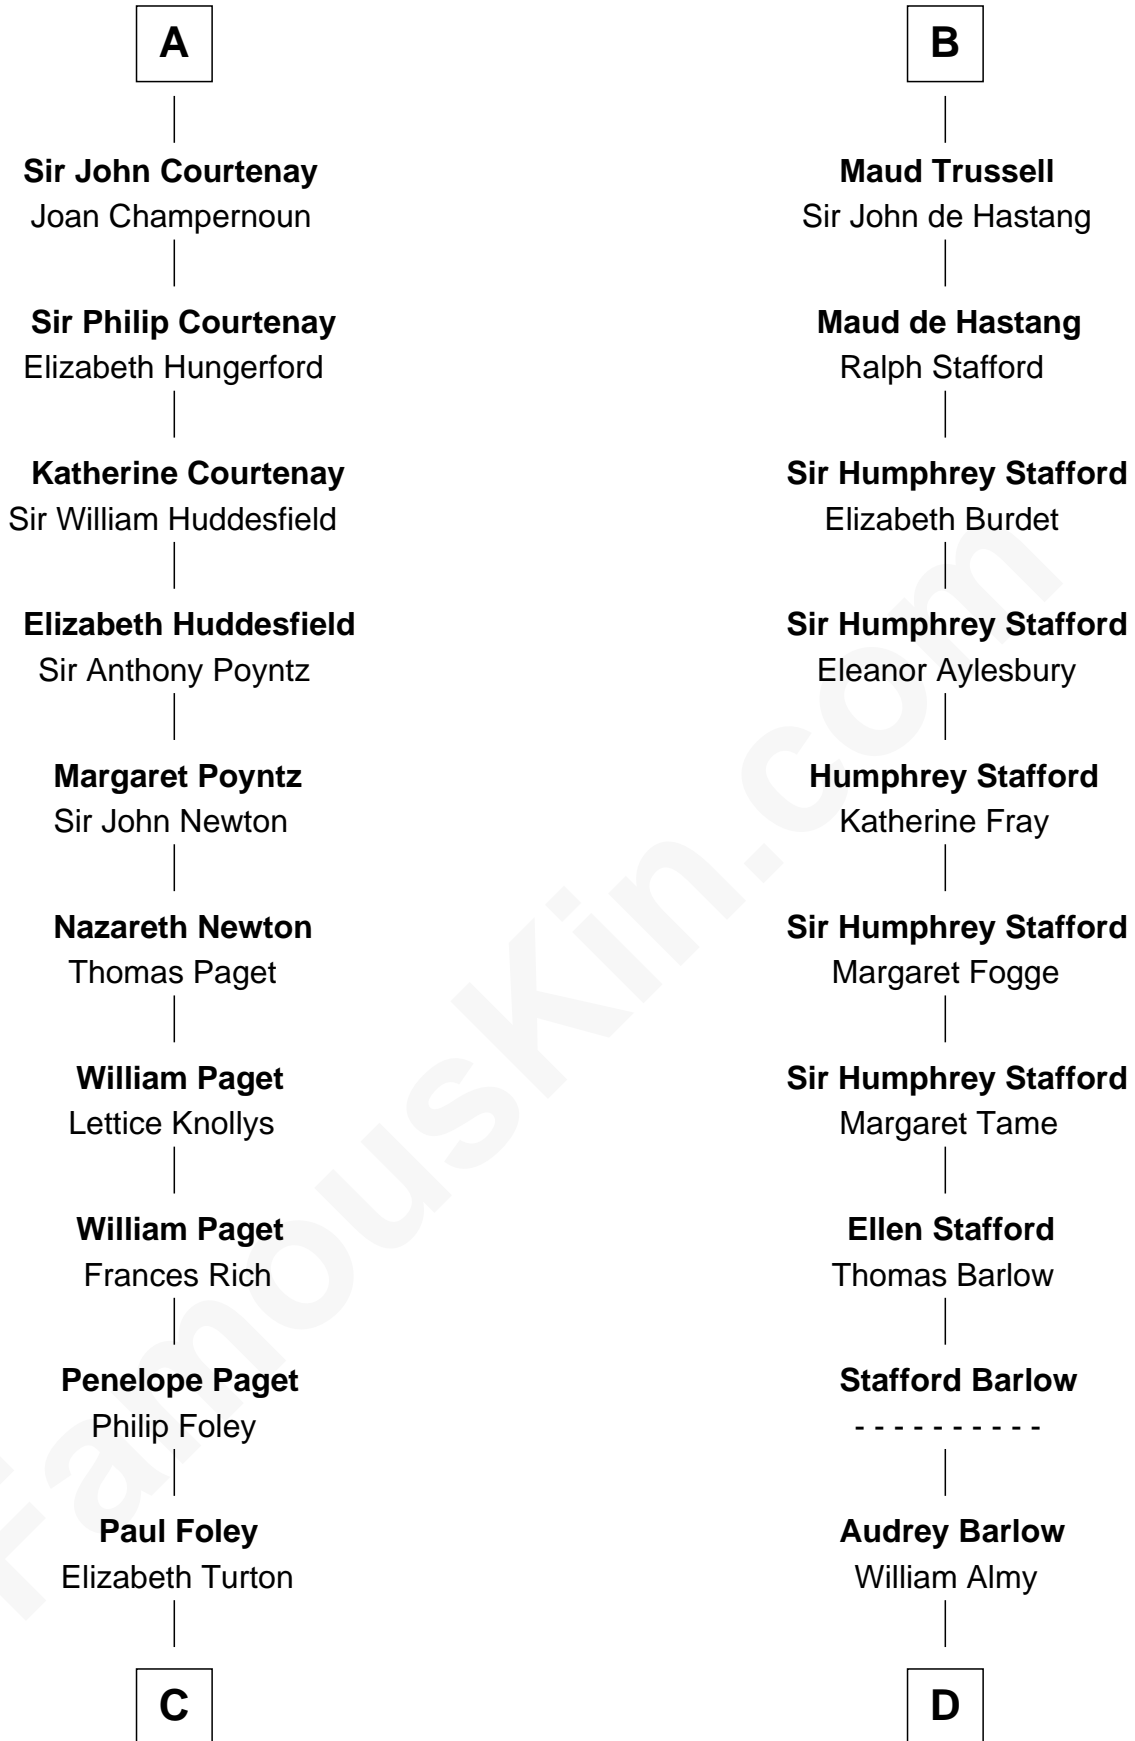 A
Sir John Courtenay
Joan Champernoun
Sir Philip Courtenay
Elizabeth Hungerford
Katherine Courtenay
Sir William Huddesfield
Elizabeth Huddesfield
Sir Anthony Poyntz
Margaret Poyntz
Sir John Newton
Nazareth Newton
Thomas Paget
William Paget
Lettice Knollys
William Paget
Frances Rich
Penelope Paget
Philip Foley
Paul Foley
Elizabeth Turton
C
B
Maud Trussell
Sir John de Hastang
Maud de Hastang
Ralph Stafford
Sir Humphrey Stafford
Elizabeth Burdet
Sir Humphrey Stafford
Eleanor Aylesbury
Humphrey Stafford
Katherine Fray
Sir Humphrey Stafford
Margaret Fogge
Sir Humphrey Stafford
Margaret Tame
Ellen Stafford
Thomas Barlow
Stafford Barlow
- - - - - - - - - -
Audrey Barlow
William Almy
D
FamousKin.com